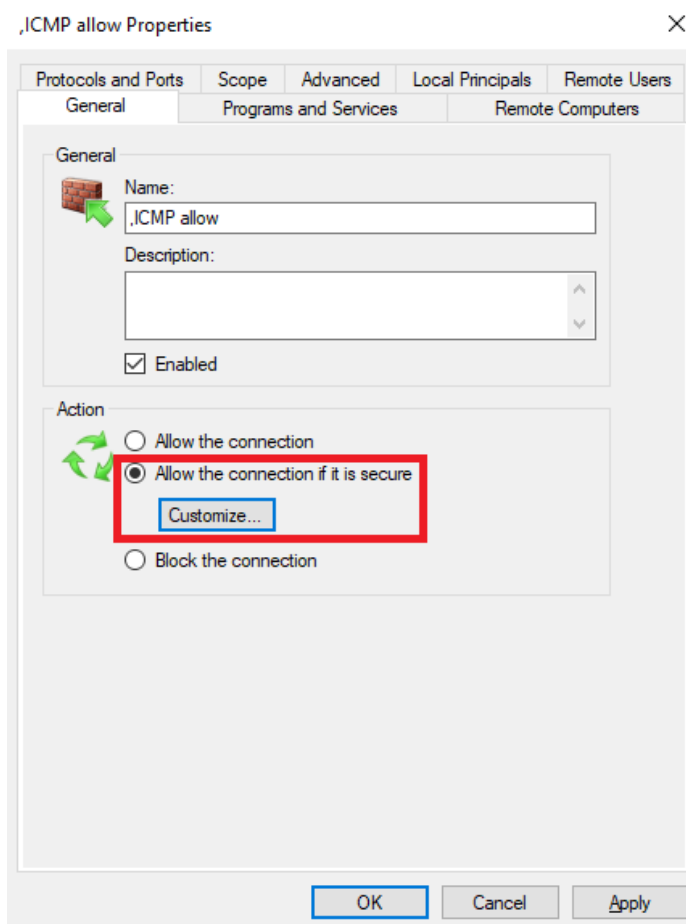 ,ICMP allow Properties
Protocols and Ports Scope Advanced Local Principals Remote Users
General Programs and Services Remote Computers
General
Name:
,ICMP allow
Description:
Enabled
Action
Allow the connection
Allow the connection if it is secure
Customize...
Block the connection
OK Cancel Apply